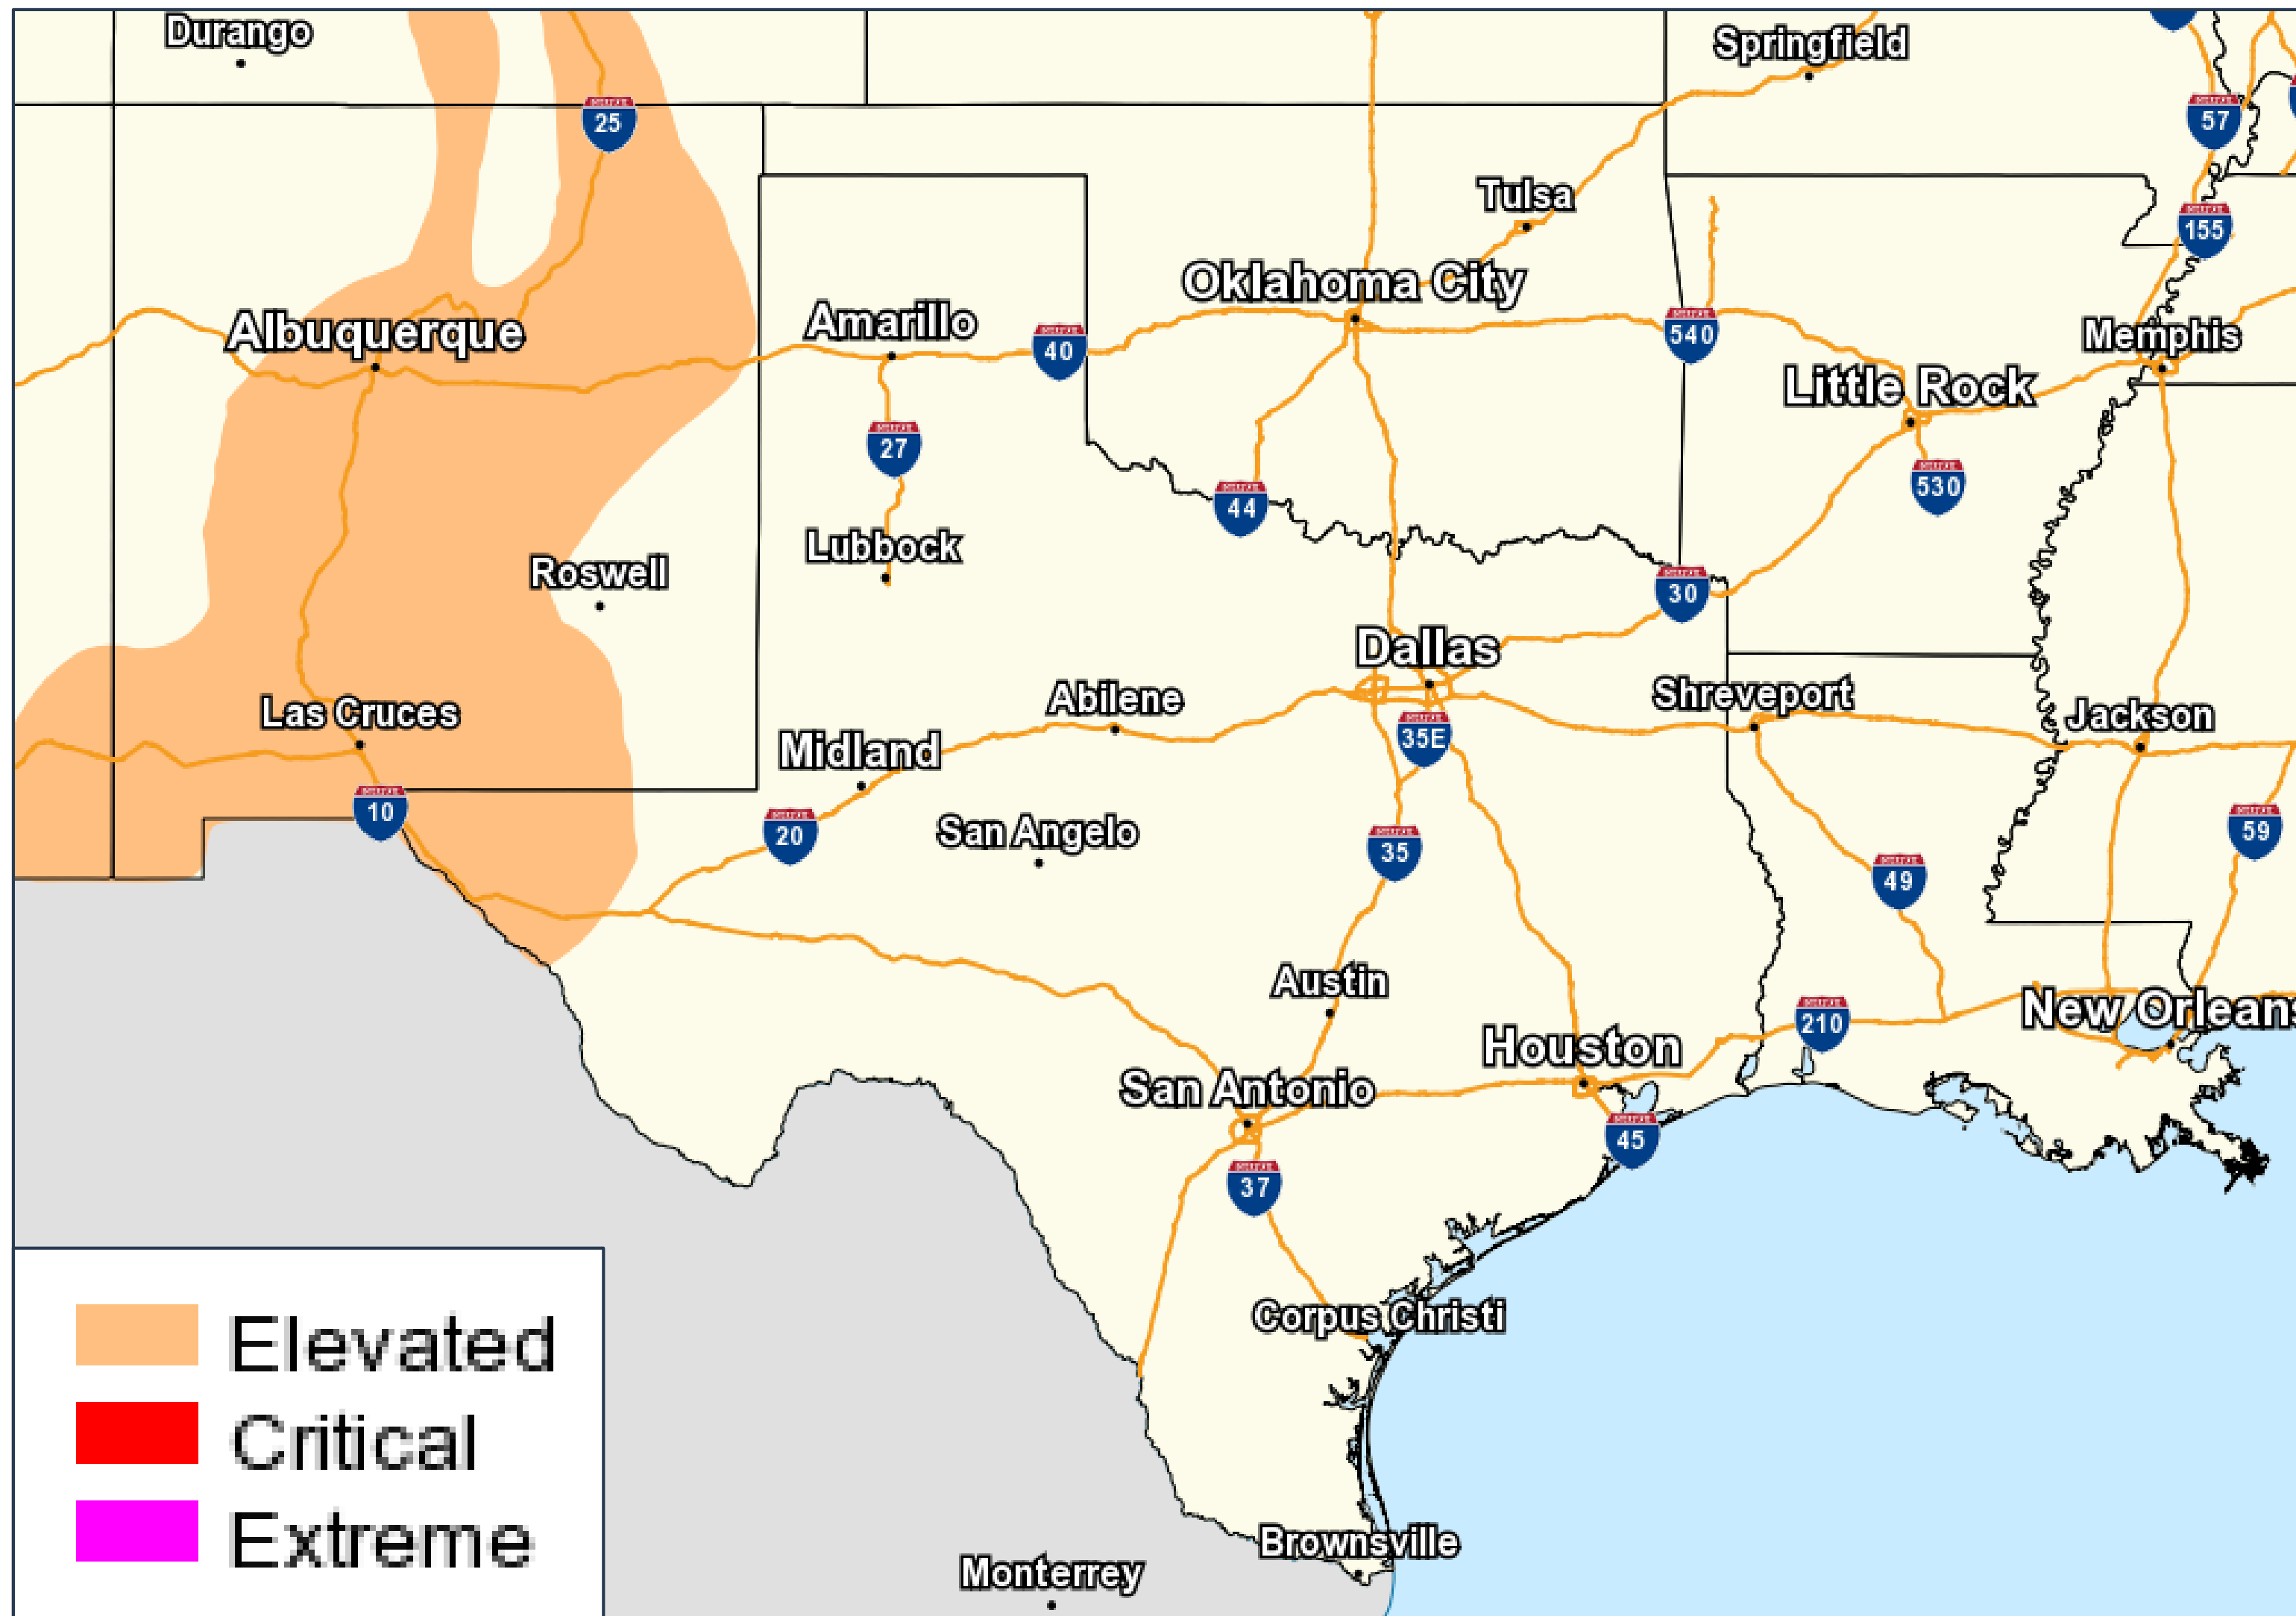 Durango
Springfield
25
57
Tulsa
155
Oklahoma City
Albuquerque
Amarillo
40
540
Memphis
Little Rock
27
530
44
Lubbock
Roswell
30
Dallas
Las Cruces
Abilene
Shreveport
Jackson
Midland
35E
10
20
San Angelo
35
59
49
Austin
New Orleans
210
Houston
San Antonio
45
37
Corpus Christi
Elevated
Critical
Extreme
Brownsville
Monterrey